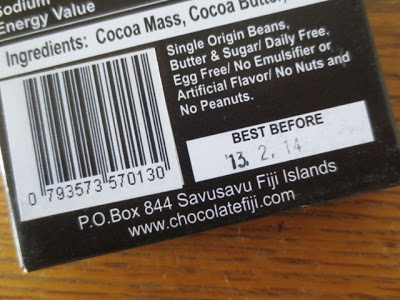 Sodium
Energy Value
Ingredients: Cocoa Mass, Cocoa Butter,
Single Origin Beans,
Butter & Sugar/ Daily Free.
Egg Free/ No Emulsifier or
Artificial Flavor/ No Nuts and
No Peanuts.
BEST BEFORE
'13. 2. 14
0 793573 570130
P.O.Box 844 Savusavu Fiji Islands
www.chocolatefiji.com